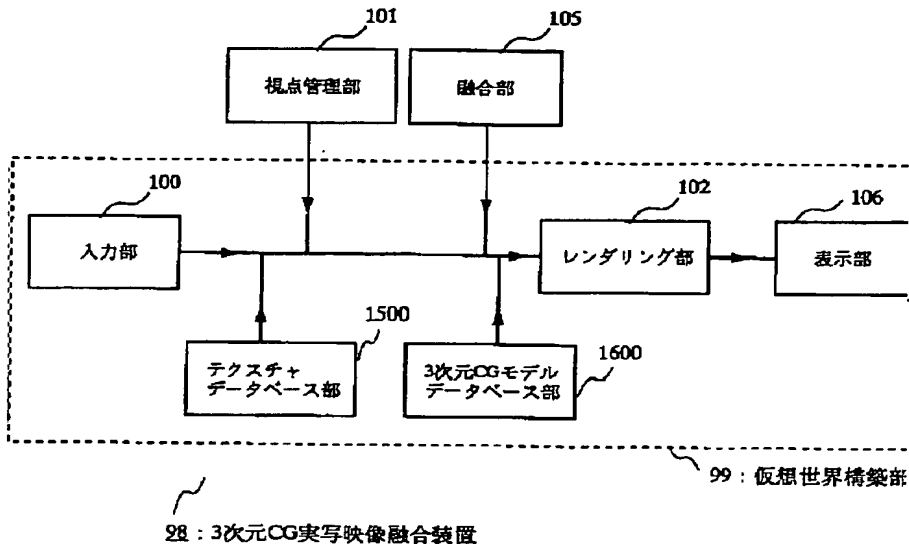 101
105
視点管理部
融合部
100
102
106
入力部
レンダリング部
表示部
1500
1600
テクスチャ
データベース部
3次元CGモデル
データベース部
99：仮想世界構築部
98：3次元CG実写映像融合装置